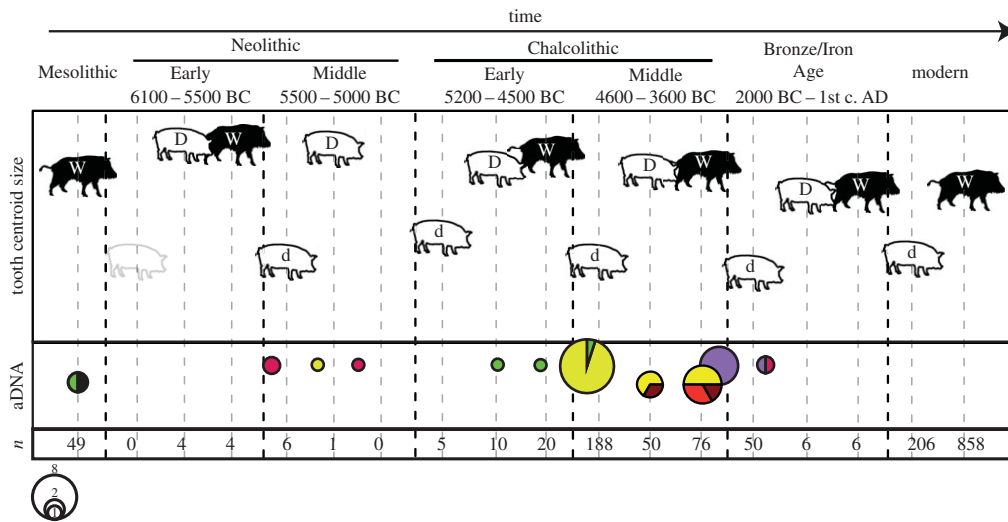 time
Neolithic Chalcolithic Bronze/Iron
Mesolithic Early Middle Early Middle Age modern
6100–5500 BC 5500–5000 BC 5200–4500 BC 4600–3600 BC 2000 BC–1st c. AD
tooth centroid size
W D W D D W D W D W W
d d d d d
aDNA
n 49 0 4 4 6 1 0 5 10 20 188 50 76 50 6 6 206 858
8
2
1